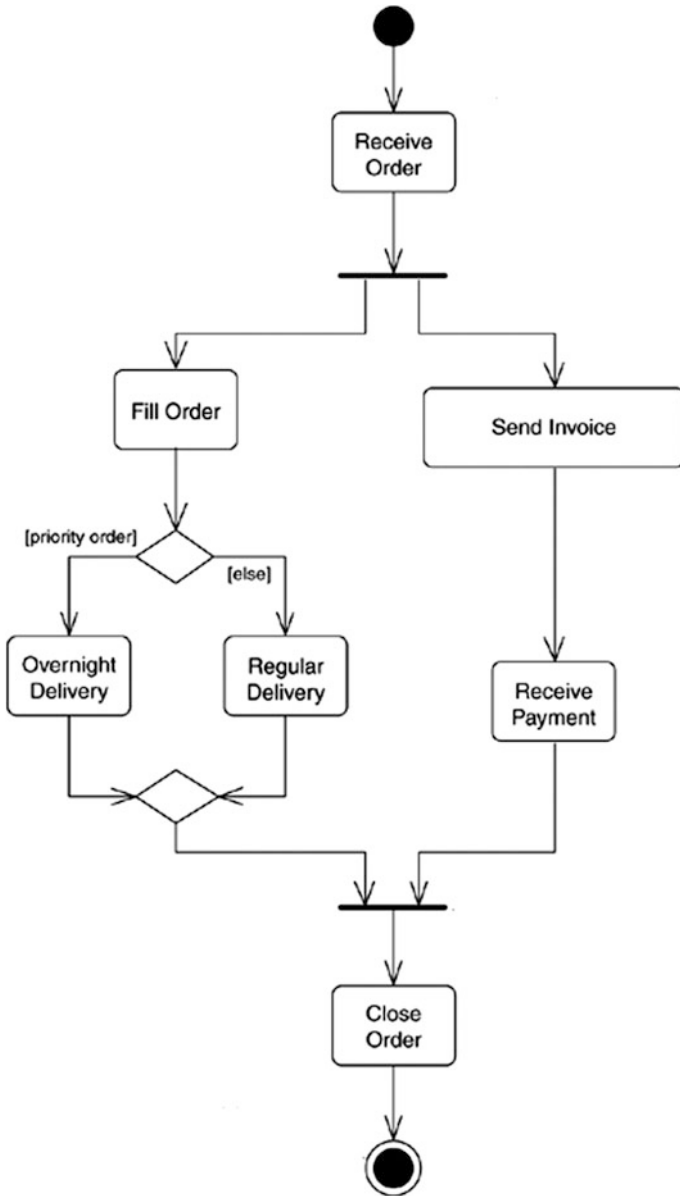 Receive
Order
Fill Order
Send Invoice
[priority order]
[else]
Overnight
Delivery
Regular
Delivery
Receive
Payment
Close
Order